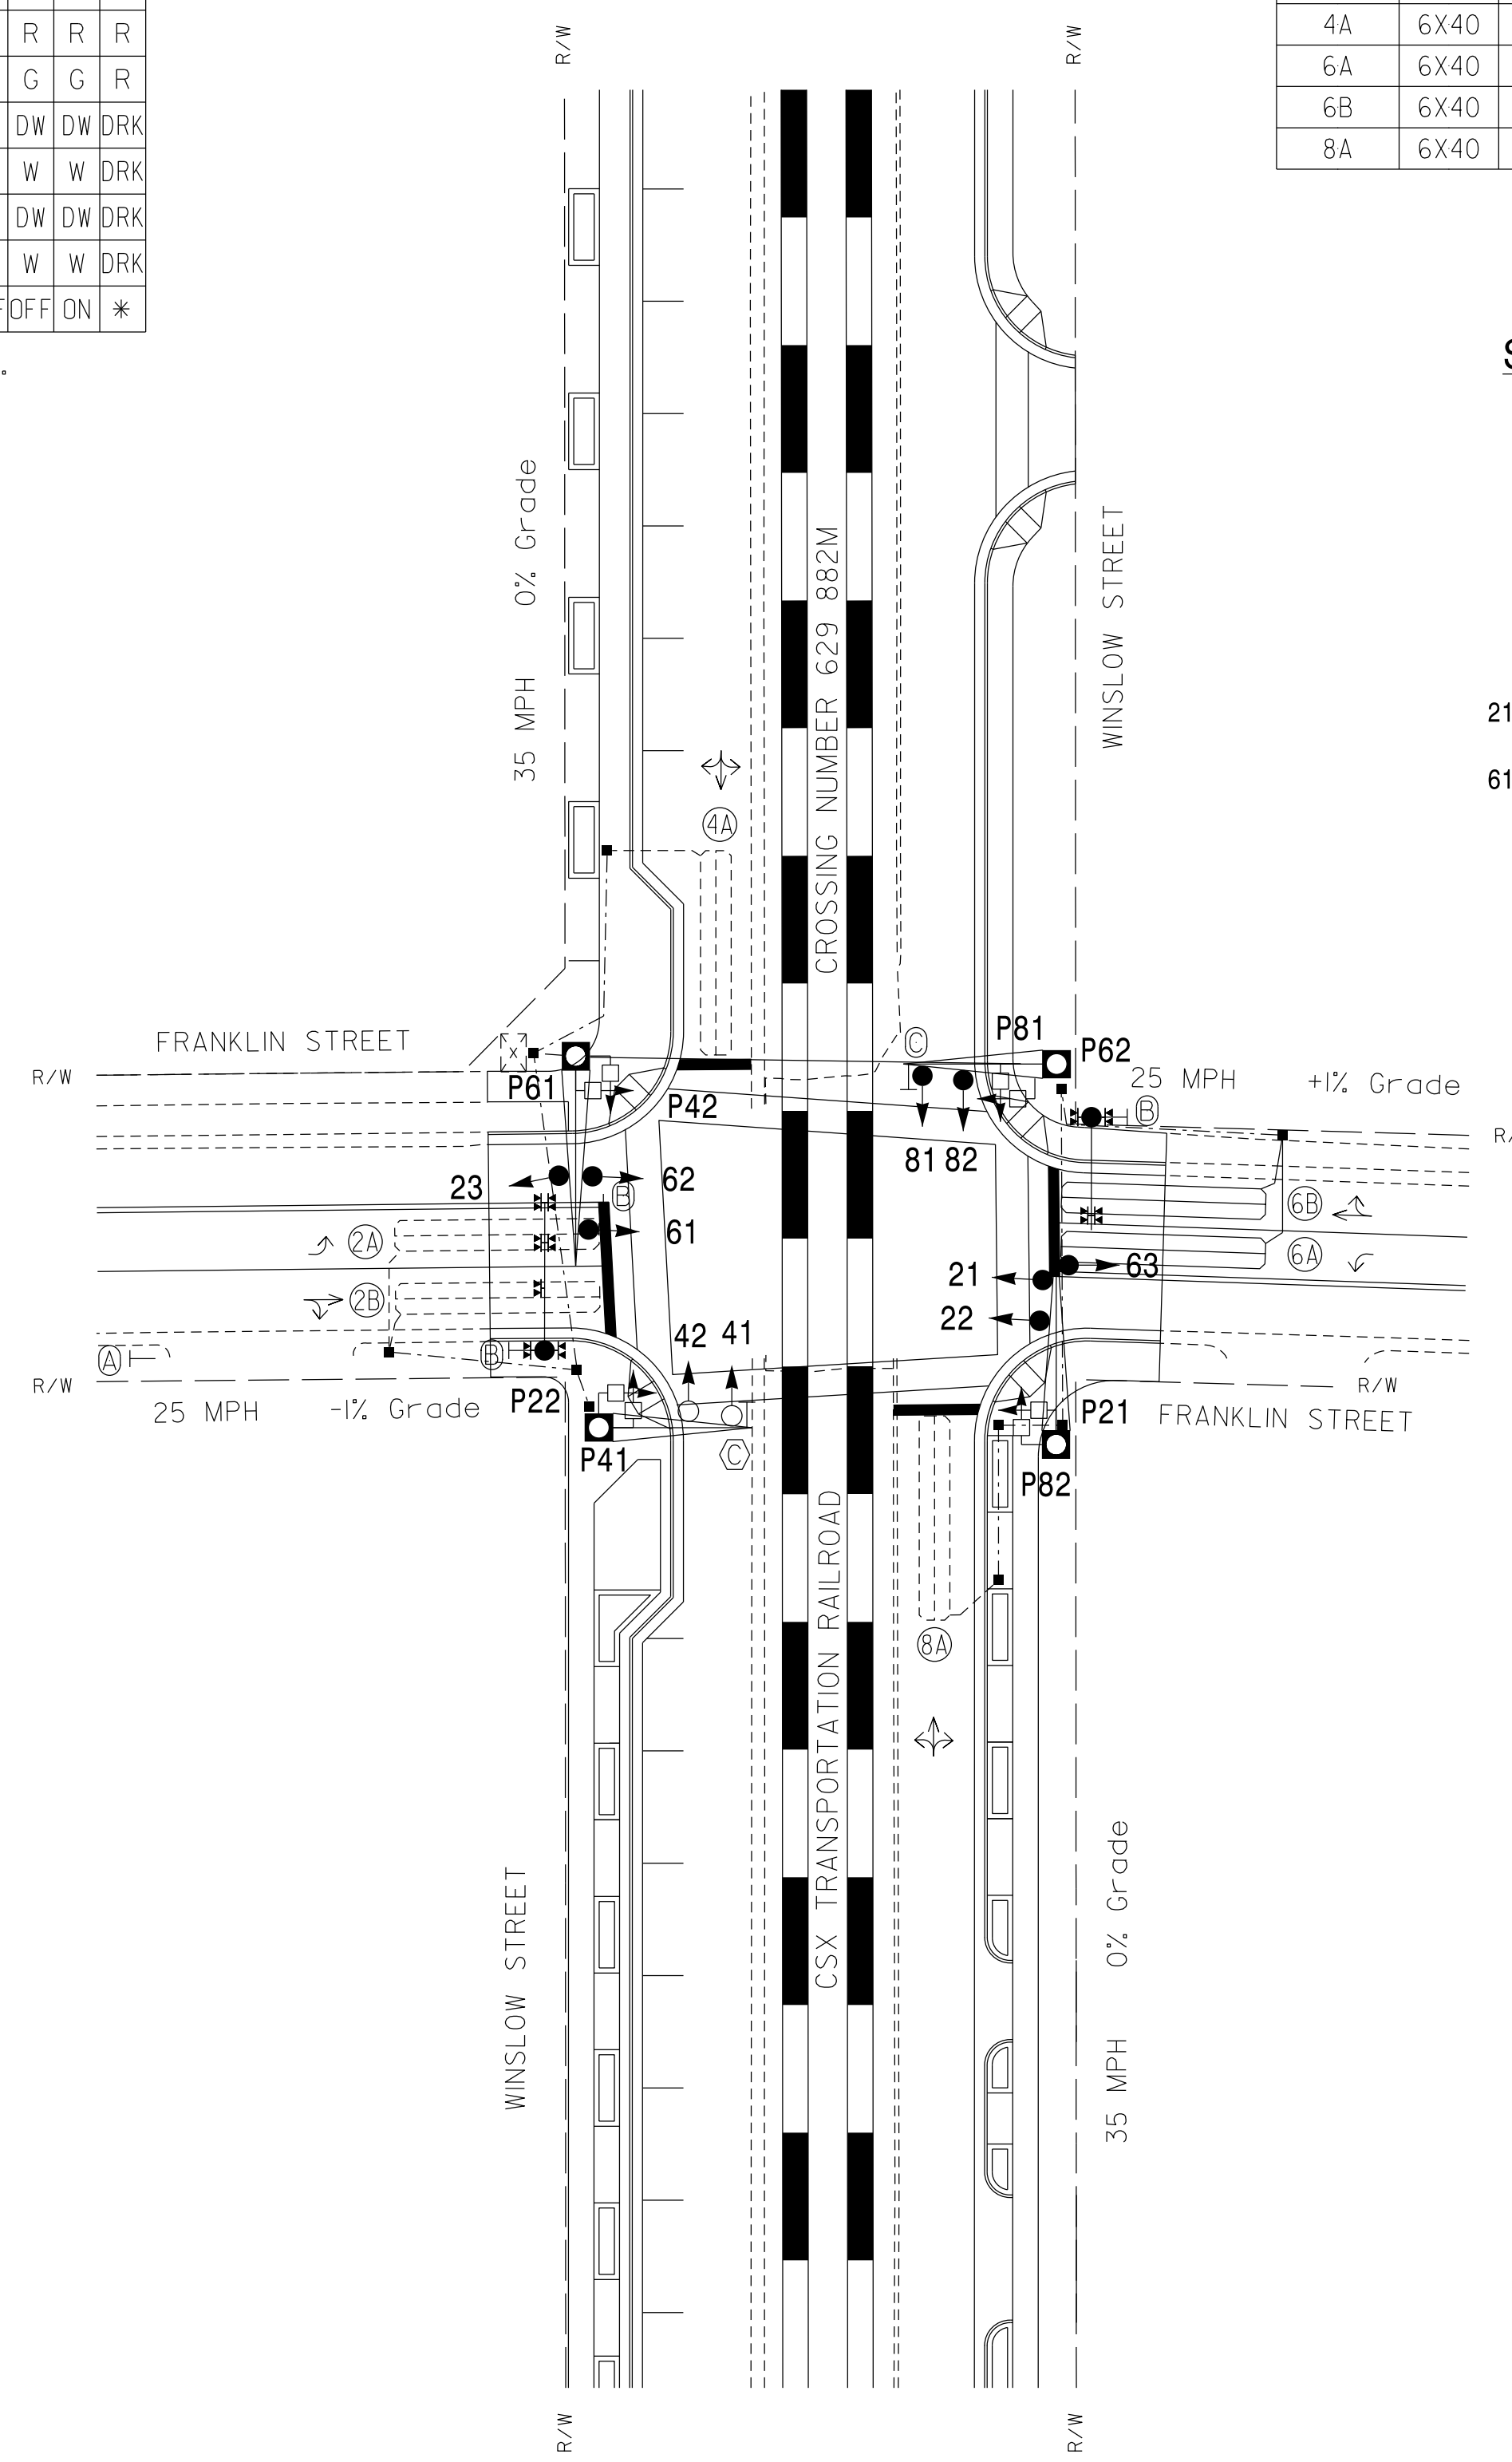 R R R
G G R
DW DW DRK
W W DRK
DW DW DRK
W W DRK
OFF ON *
4A 6X40
6A 6X40
6B 6X40
8A 6X40
R/W
R/W
35 MPH 0% Grade
CROSSING NUMBER 629 882M
WINSLOW STREET
21
61
4A
FRANKLIN STREET
R/W
P61
P42
C
P81
P62
25 MPH +1% Grade
B
81 82
23
62
B
61
2A
2B
6B
6A
21
63
22
A
B
42 41
R/W
25 MPH -1% Grade
P22
P41
C
P21
P82
R/W
FRANKLIN STREET
8A
CSX TRANSPORTATION RAILROAD
WINSLOW STREET
35 MPH 0% Grade
R/W
R/W